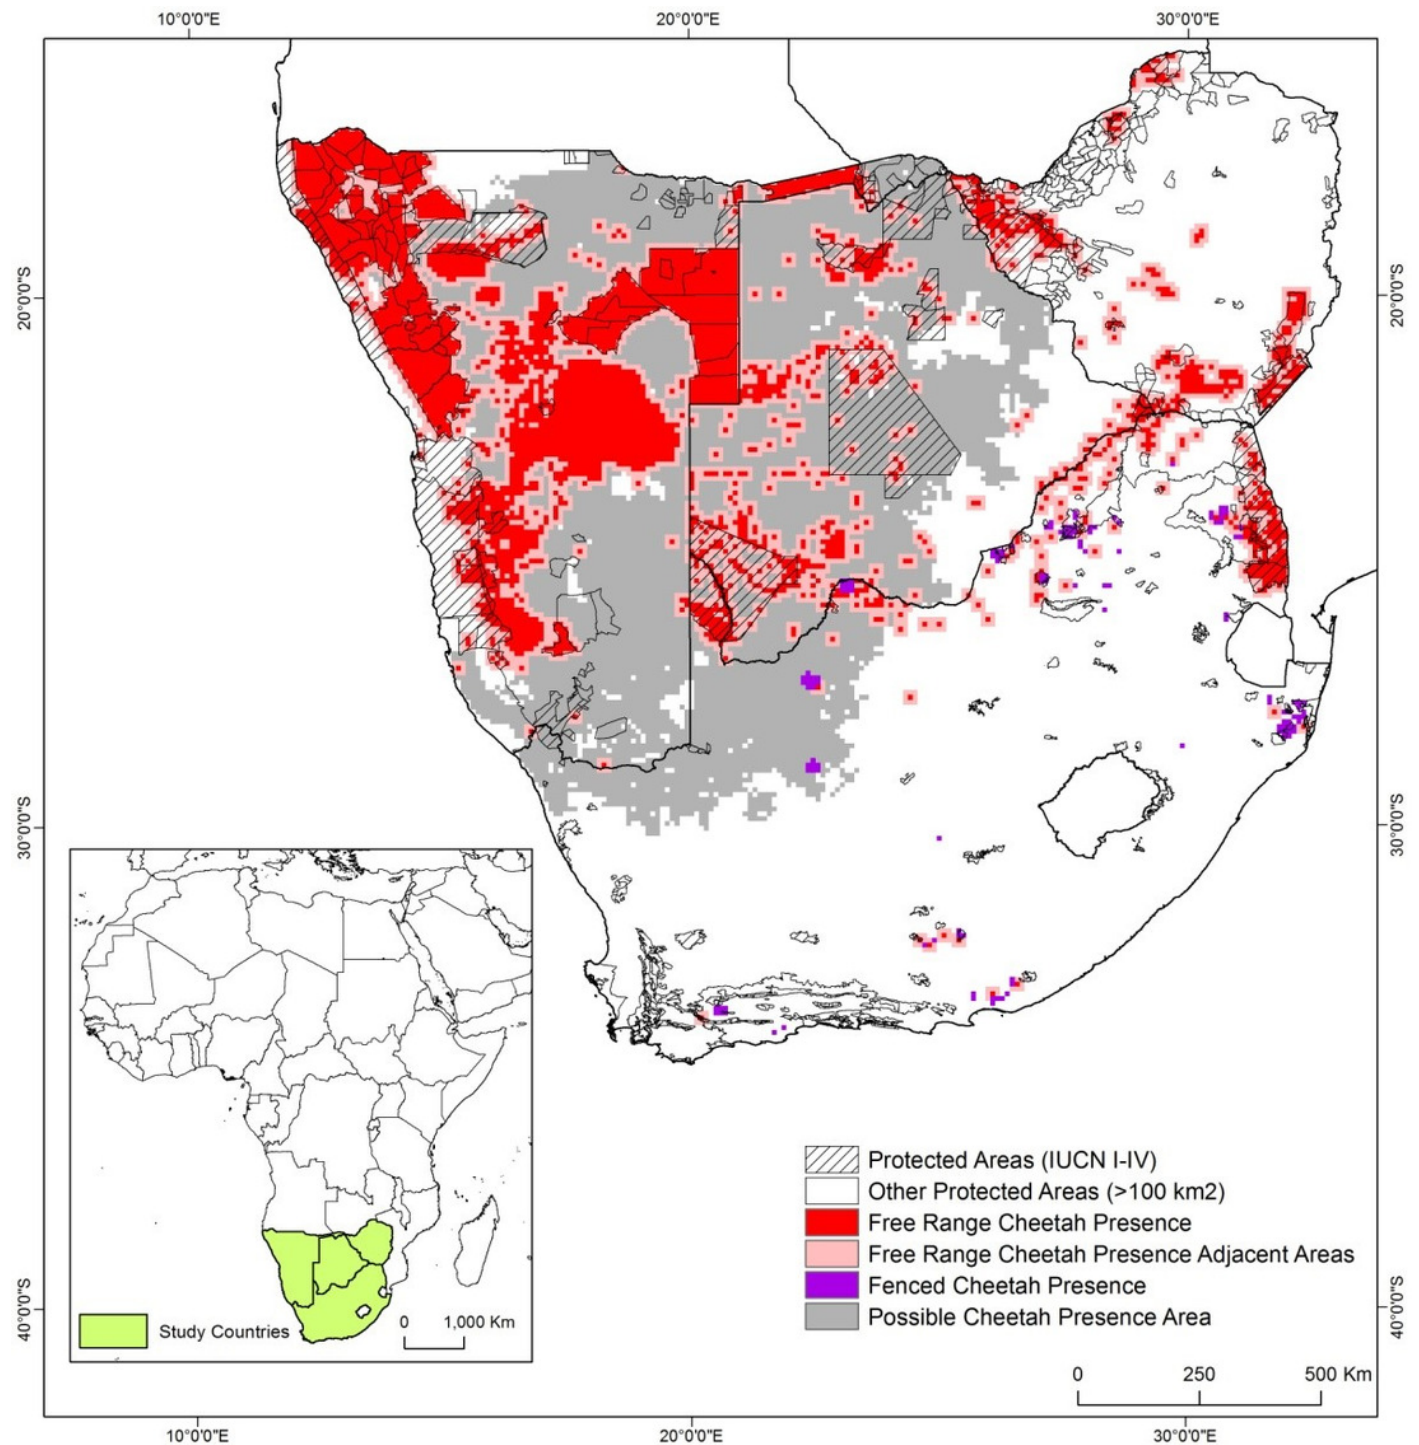 10°0'0"E
20°0'0"E
30°0'0"E
20°0'0"S
20°0'0"S
30°0'0"S
30°0'0"S
40°0'0"S
40°0'0"S
Study Countries
0
1,000 Km
Protected Areas (IUCN I-IV)
Other Protected Areas (>100 km2)
Free Range Cheetah Presence
Free Range Cheetah Presence Adjacent Areas
Fenced Cheetah Presence
Possible Cheetah Presence Area
0
250
500 Km
10°0'0"E
20°0'0"E
30°0'0"E